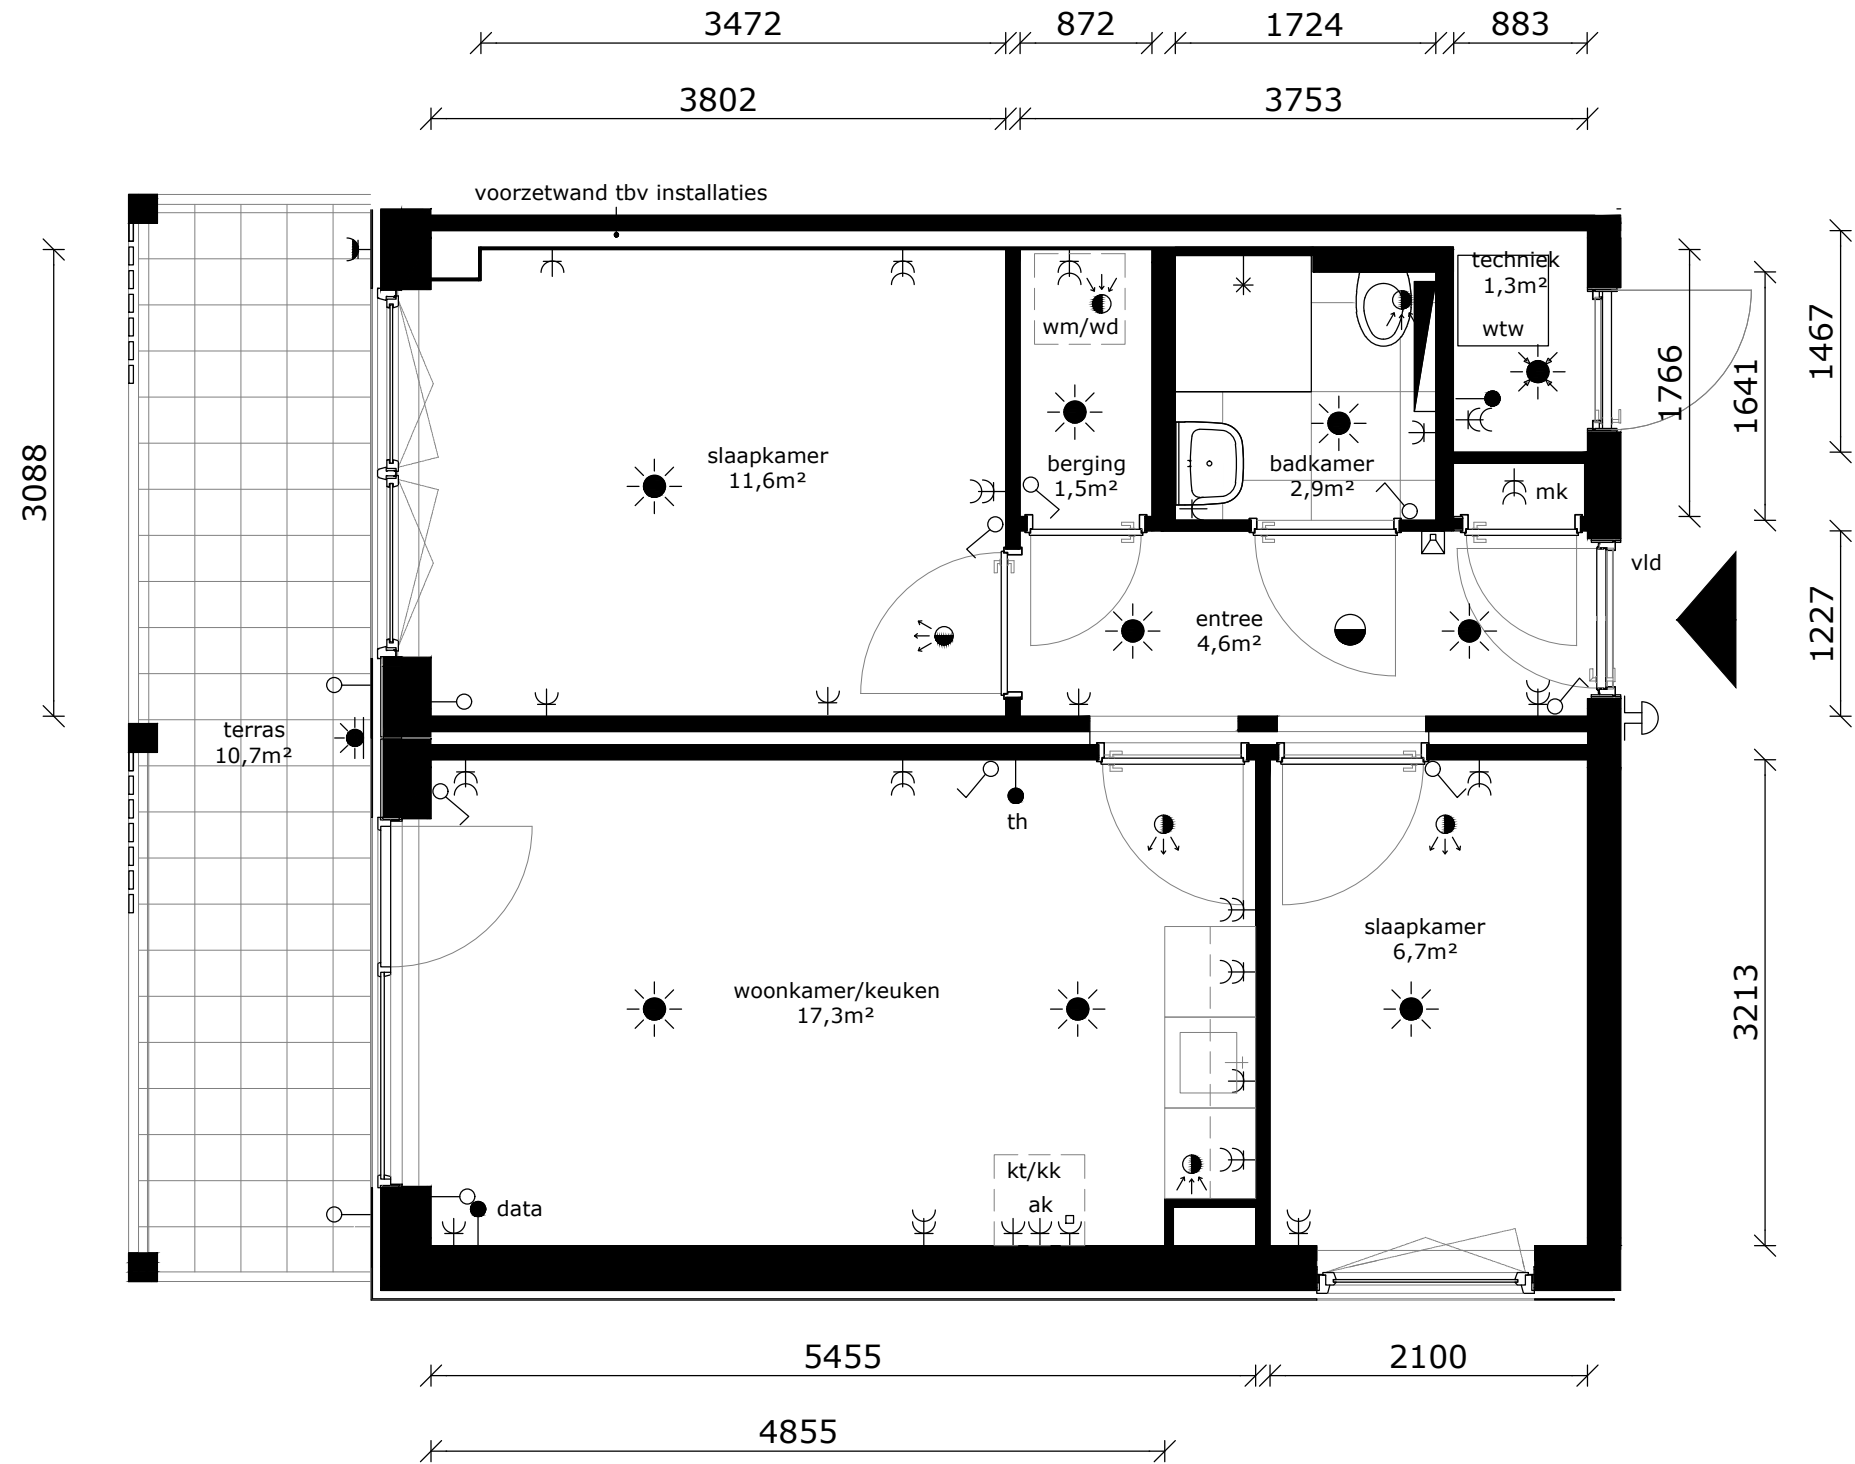 3472
872
1724
883
3802
3753
voorzetwand tbv installaties
techniek
1,3m²
wtw
wm/wd
1467
1766
1641
3088
slaapkamer
11,6m²
berging
1,5m²
badkamer
2,9m²
mk
vld
entree
4,6m²
1227
terras
10,7m²
th
slaapkamer
6,7m²
woonkamer/keuken
17,3m²
3213
kt/kk
ak
data
5455
2100
4855